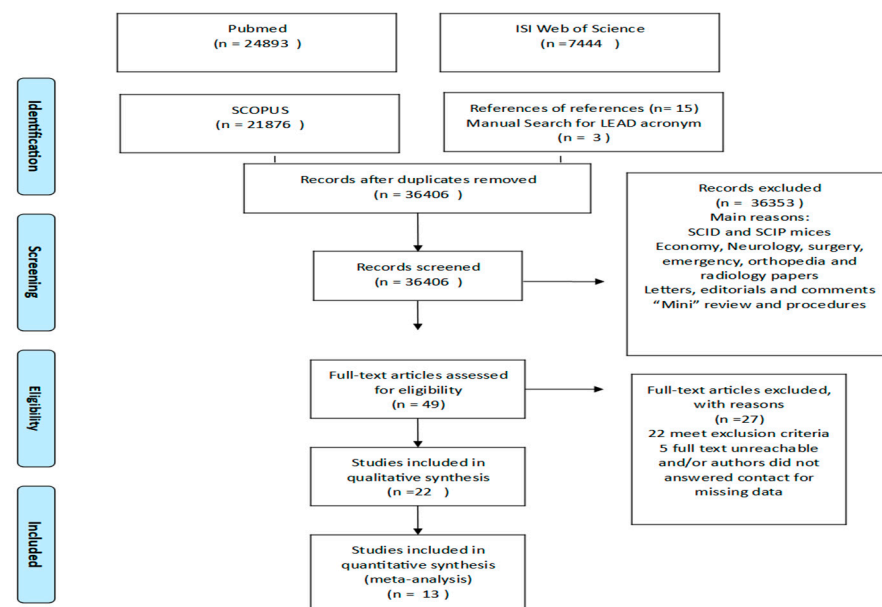 Pubmed
(n = 24893 )
ISI Web of Science
(n =7444 )
Identification
SCOPUS
(n = 21876 )
References of references (n= 15)
Manual Search for LEAD acronym
(n = 3 )
Records after duplicates removed
(n = 36406 )
Screening
Records screened
(n = 36406 )
Records excluded
(n = 36353 )
Main reasons:
SCID and SCIP mices
Economy, Neurology, surgery,
emergency, orthopedia and
radiology papers
Letters, editorials and comments
“Mini” review and procedures
Eligibility
Full-text articles assessed
for eligibility
(n = 49)
Full-text articles excluded,
with reasons
(n =27)
22 meet exclusion criteria
5 full text unreachable
and/or authors did not
answered contact for
missing data
Studies included in
qualitative synthesis
(n =22 )
Included
Studies included in
quantitative synthesis
(meta-analysis)
(n = 13 )